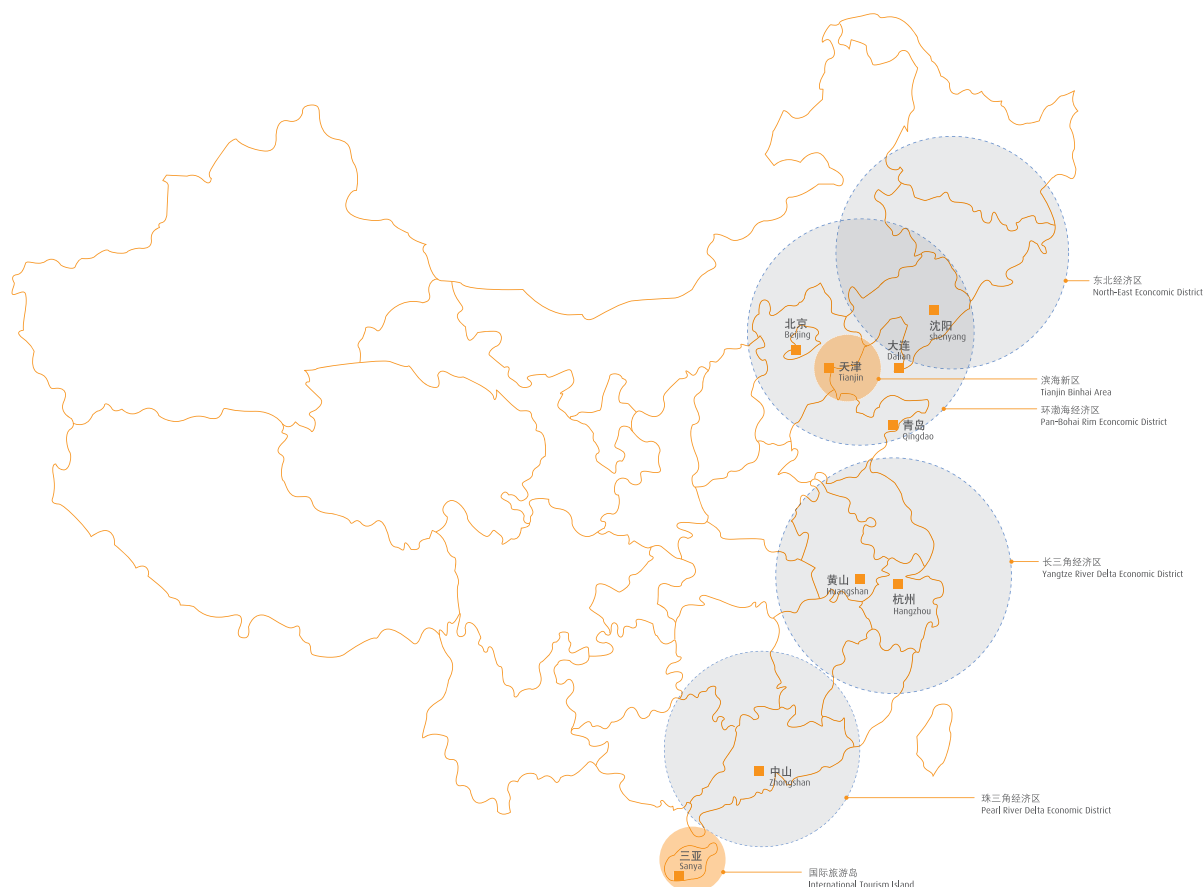 东北经济区
North-East Ecocomic District
北京
Beijing
沈阳
shenyang
大连
Dalian
天津
Tianjin
滨海新区
Tianjin Binhai Area
环渤海经济区
Pan-Bohai Rim Economic District
青岛
Qingdao
长三角经济区
Yangtze River Delta Economic District
黄山
Huangshan
杭州
Hangzhou
中山
Zhongshan
珠三角经济区
Pearl River Delta Economic District
三亚
Sanya
国际旅游岛
International Tourism Island